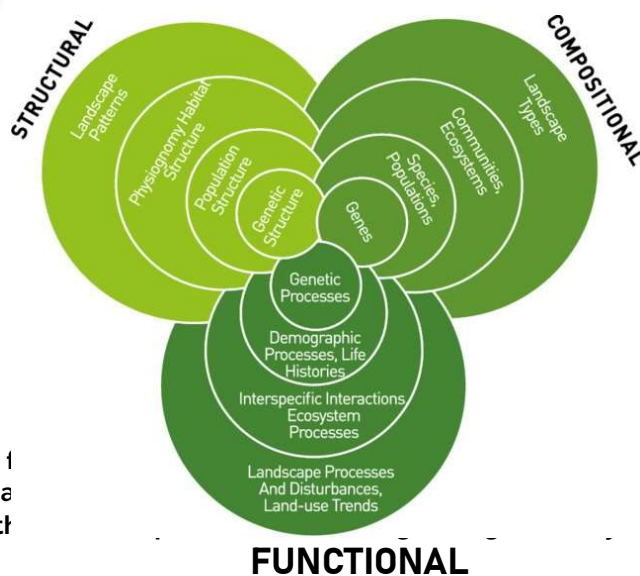 STRUCTURAL
Landscape
Patterns
Physiognomy Habitat
Structure
Population
Structure
Genetic
Structure
COMPOSITIONAL
Landscape
Types
Communities,
Ecosystems
Species,
Populations
Genes
Genetic
Processes
Demographic
Processes, Life
Histories
Interspecific Interactions
Ecosystem
Processes
Landscape Processes
And Disturbances,
Land-use Trends
FUNCTIONAL